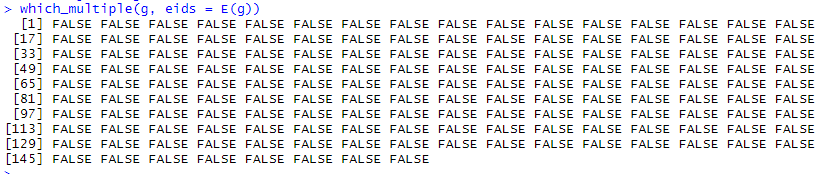 > which_multiple(g, eids = E(g))
[1] FALSE FALSE FALSE FALSE FALSE FALSE FALSE FALSE FALSE FALSE FALSE FALSE FALSE FALSE FALSE FALSE
[17] FALSE FALSE FALSE FALSE FALSE FALSE FALSE FALSE FALSE FALSE FALSE FALSE FALSE FALSE FALSE FALSE
[33] FALSE FALSE FALSE FALSE FALSE FALSE FALSE FALSE FALSE FALSE FALSE FALSE FALSE FALSE FALSE FALSE
[49] FALSE FALSE FALSE FALSE FALSE FALSE FALSE FALSE FALSE FALSE FALSE FALSE FALSE FALSE FALSE FALSE
[65] FALSE FALSE FALSE FALSE FALSE FALSE FALSE FALSE FALSE FALSE FALSE FALSE FALSE FALSE FALSE FALSE
[81] FALSE FALSE FALSE FALSE FALSE FALSE FALSE FALSE FALSE FALSE FALSE FALSE FALSE FALSE FALSE FALSE
[97] FALSE FALSE FALSE FALSE FALSE FALSE FALSE FALSE FALSE FALSE FALSE FALSE FALSE FALSE FALSE FALSE
[113] FALSE FALSE FALSE FALSE FALSE FALSE FALSE FALSE FALSE FALSE FALSE FALSE FALSE FALSE FALSE FALSE
[129] FALSE FALSE FALSE FALSE FALSE FALSE FALSE FALSE FALSE FALSE FALSE FALSE FALSE FALSE FALSE FALSE
[145] FALSE FALSE FALSE FALSE FALSE FALSE FALSE FALSE
>